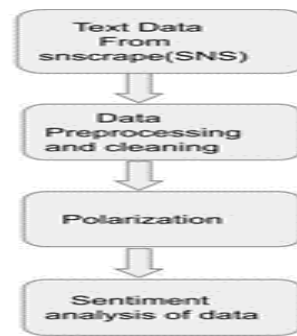 Text Data
From
snscrape(SNS)
Data
Preprocessing
and cleaning
Polarization
Sentiment
analysis of data